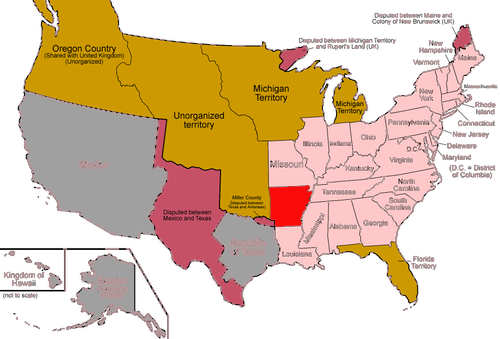 Disputed between Maine and
Colony of New Brunswick (UK)
Disputed between Michigan Territory
and Rupert's Land (UK)
Oregon Country
(Shared with United Kingdom)
(Unorganized)
New
Hampshire
Vermont
Maine
Michigan
Territory
Michigan
Territory
New
York
Massachusetts
Rhode
Island
Connecticut
New Jersey
Delaware
Maryland
(D.C. = District
of Columbia)
Unorganized
territory
Pennsylvania
Ohio
Indiana
Illinois
D.C.
Mexico
Missouri
Virginia
Kentucky
North
Carolina
Tennessee
South
Carolina
Miller County
(Disputed between
Texas and Arkansas)
Disputed between
Mexico and Texas
Mississippi
Alabama
Georgia
Louisiana
Florida
Territory
Kingdom of
Hawaii
(not to scale)